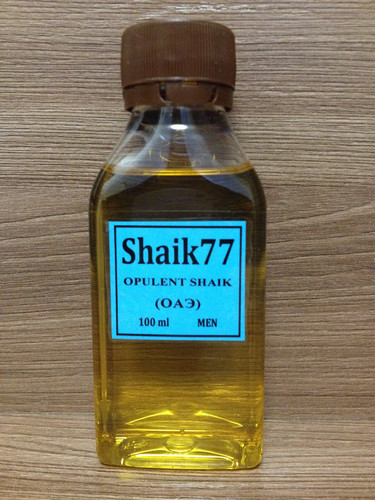 Shaik77
OPULENT SHAIK
(ОАЭ)
100 ml MEN